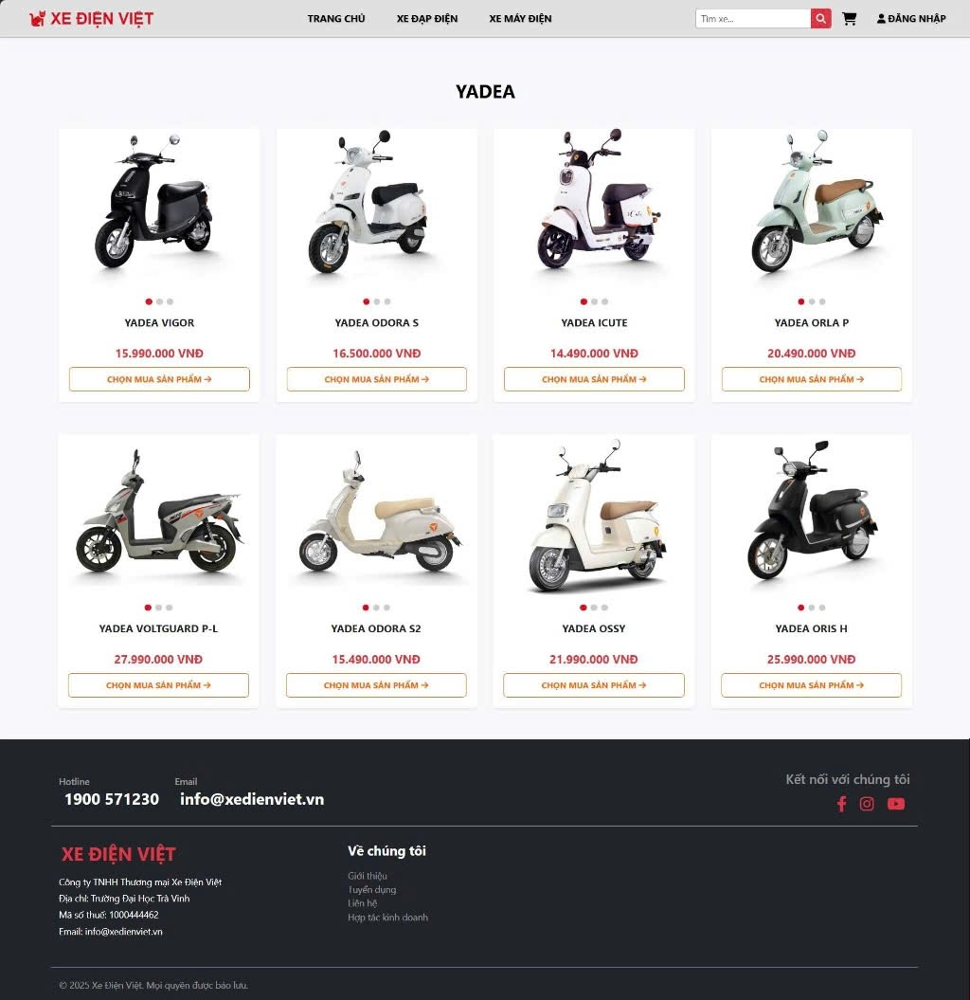 XE ĐIỆN VIỆT
TRANG CHỦ XE ĐẠP ĐIỆN XE MÁY ĐIỆN
Tìm xe...
ĐĂNG NHẬP
YADEA
YADEA VIGOR
15.990.000 VNĐ
CHỌN MUA SẢN PHẨM →
YADEA ODORA S
16.500.000 VNĐ
CHỌN MUA SẢN PHẨM →
YADEA ICUTE
14.490.000 VNĐ
CHỌN MUA SẢN PHẨM →
YADEA ORLA P
20.490.000 VNĐ
CHỌN MUA SẢN PHẨM →
YADEA VOLTGUARD P-L
27.990.000 VNĐ
CHỌN MUA SẢN PHẨM →
YADEA ODORA S2
15.490.000 VNĐ
CHỌN MUA SẢN PHẨM →
YADEA OSSY
21.990.000 VNĐ
CHỌN MUA SẢN PHẨM →
YADEA ORIS H
25.990.000 VNĐ
CHỌN MUA SẢN PHẨM →
Hotline
1900 571230
Email
info@xedienviet.vn
Kết nối với chúng tôi
XE ĐIỆN VIỆT
Công ty TNHH Thương mại Xe Điện Việt
Địa chỉ: Trường Đại Học Trà Vinh
Mã số thuế: 1000444462
Email: info@xedienviet.vn
Về chúng tôi
Giới thiệu
Tuyển dụng
Liên hệ
Hợp tác kinh doanh
© 2025 Xe Điện Việt. Mọi quyền được bảo lưu.